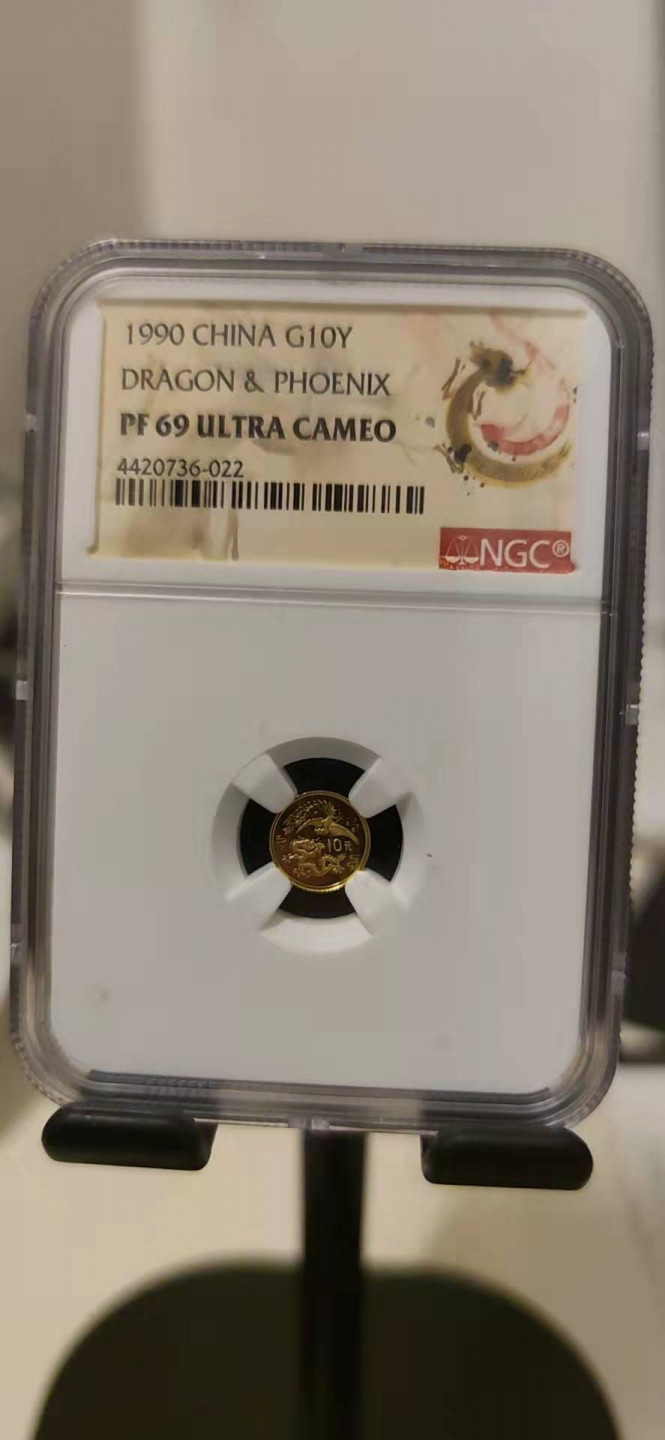 1990 CHINA G10Y
DRAGON & PHOENIX
PF 69 ULTRA CAMEO
4420736-022
NGC®
10元